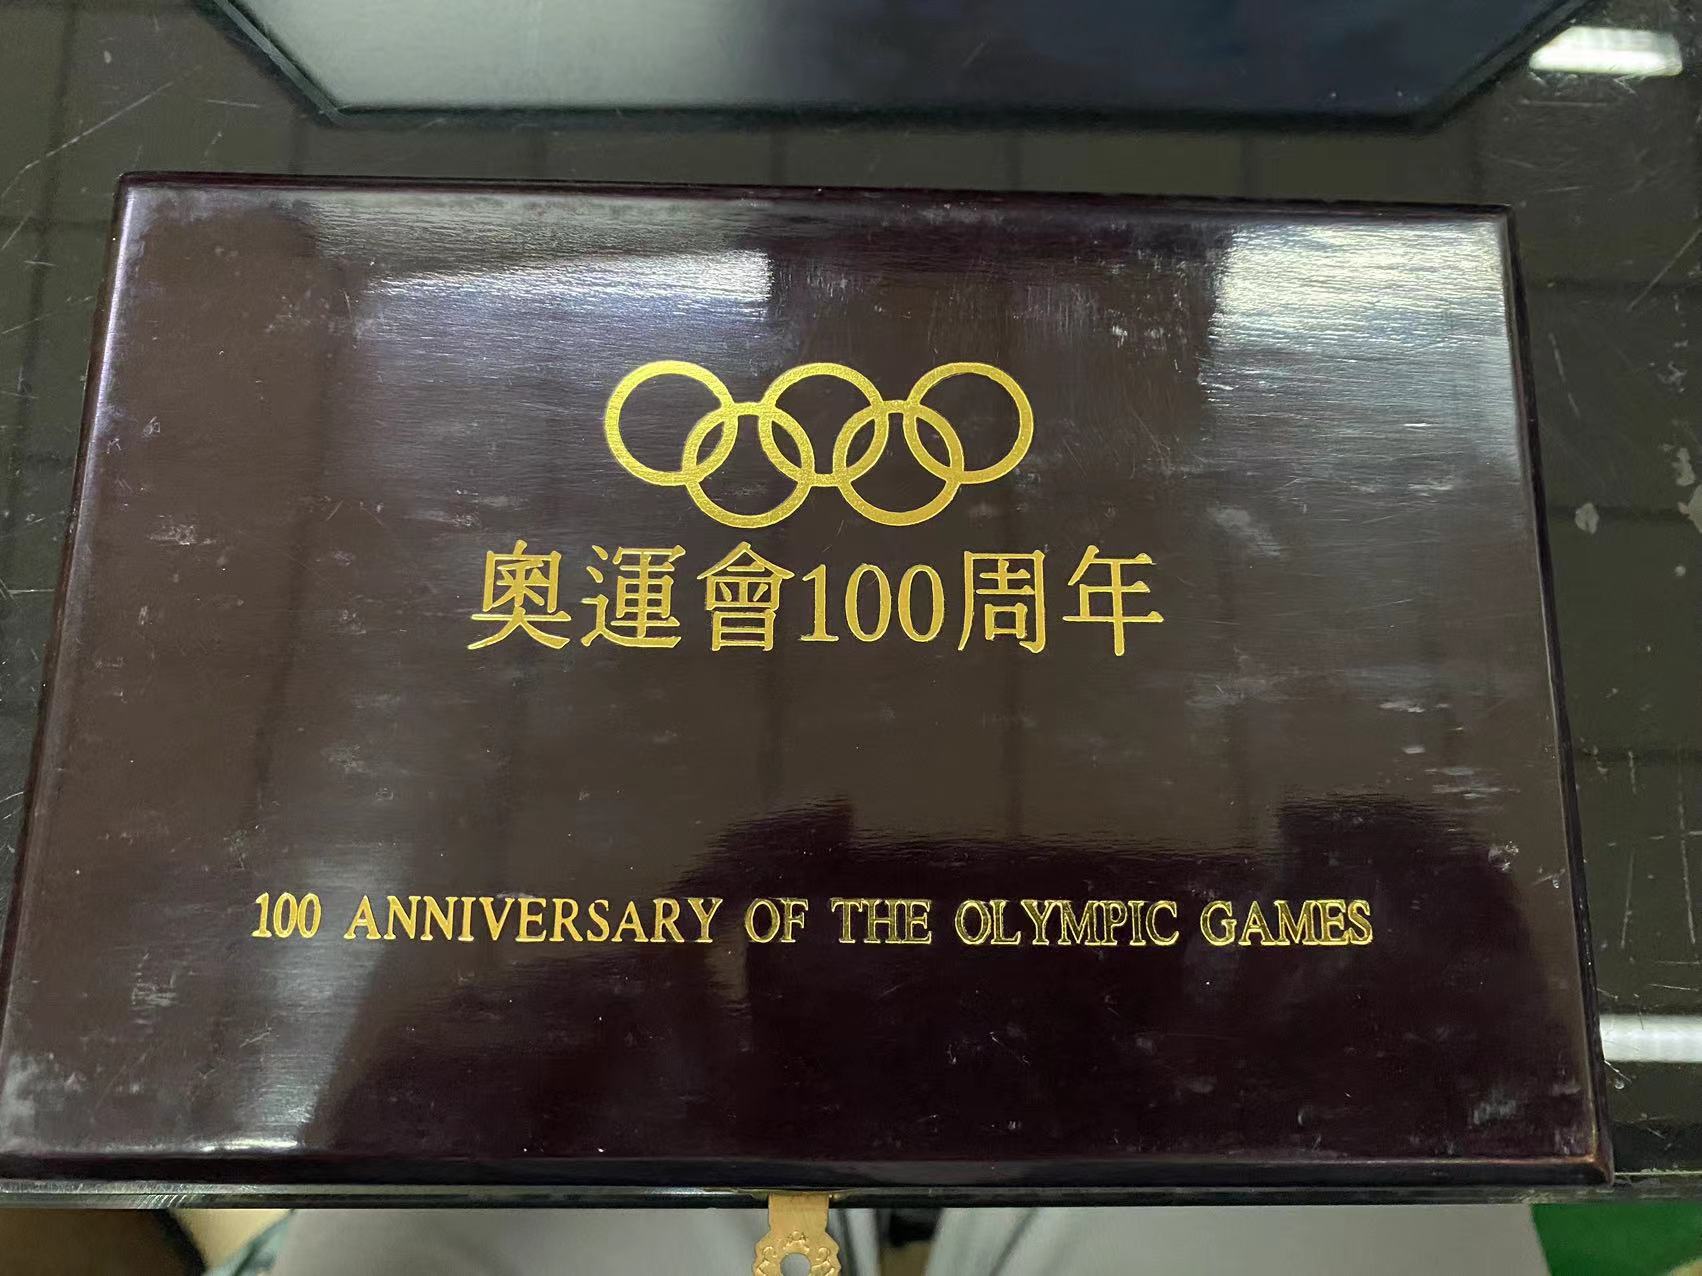 奧運會100周年
100 ANNIVERSARY OF THE OLYMPIC GAMES